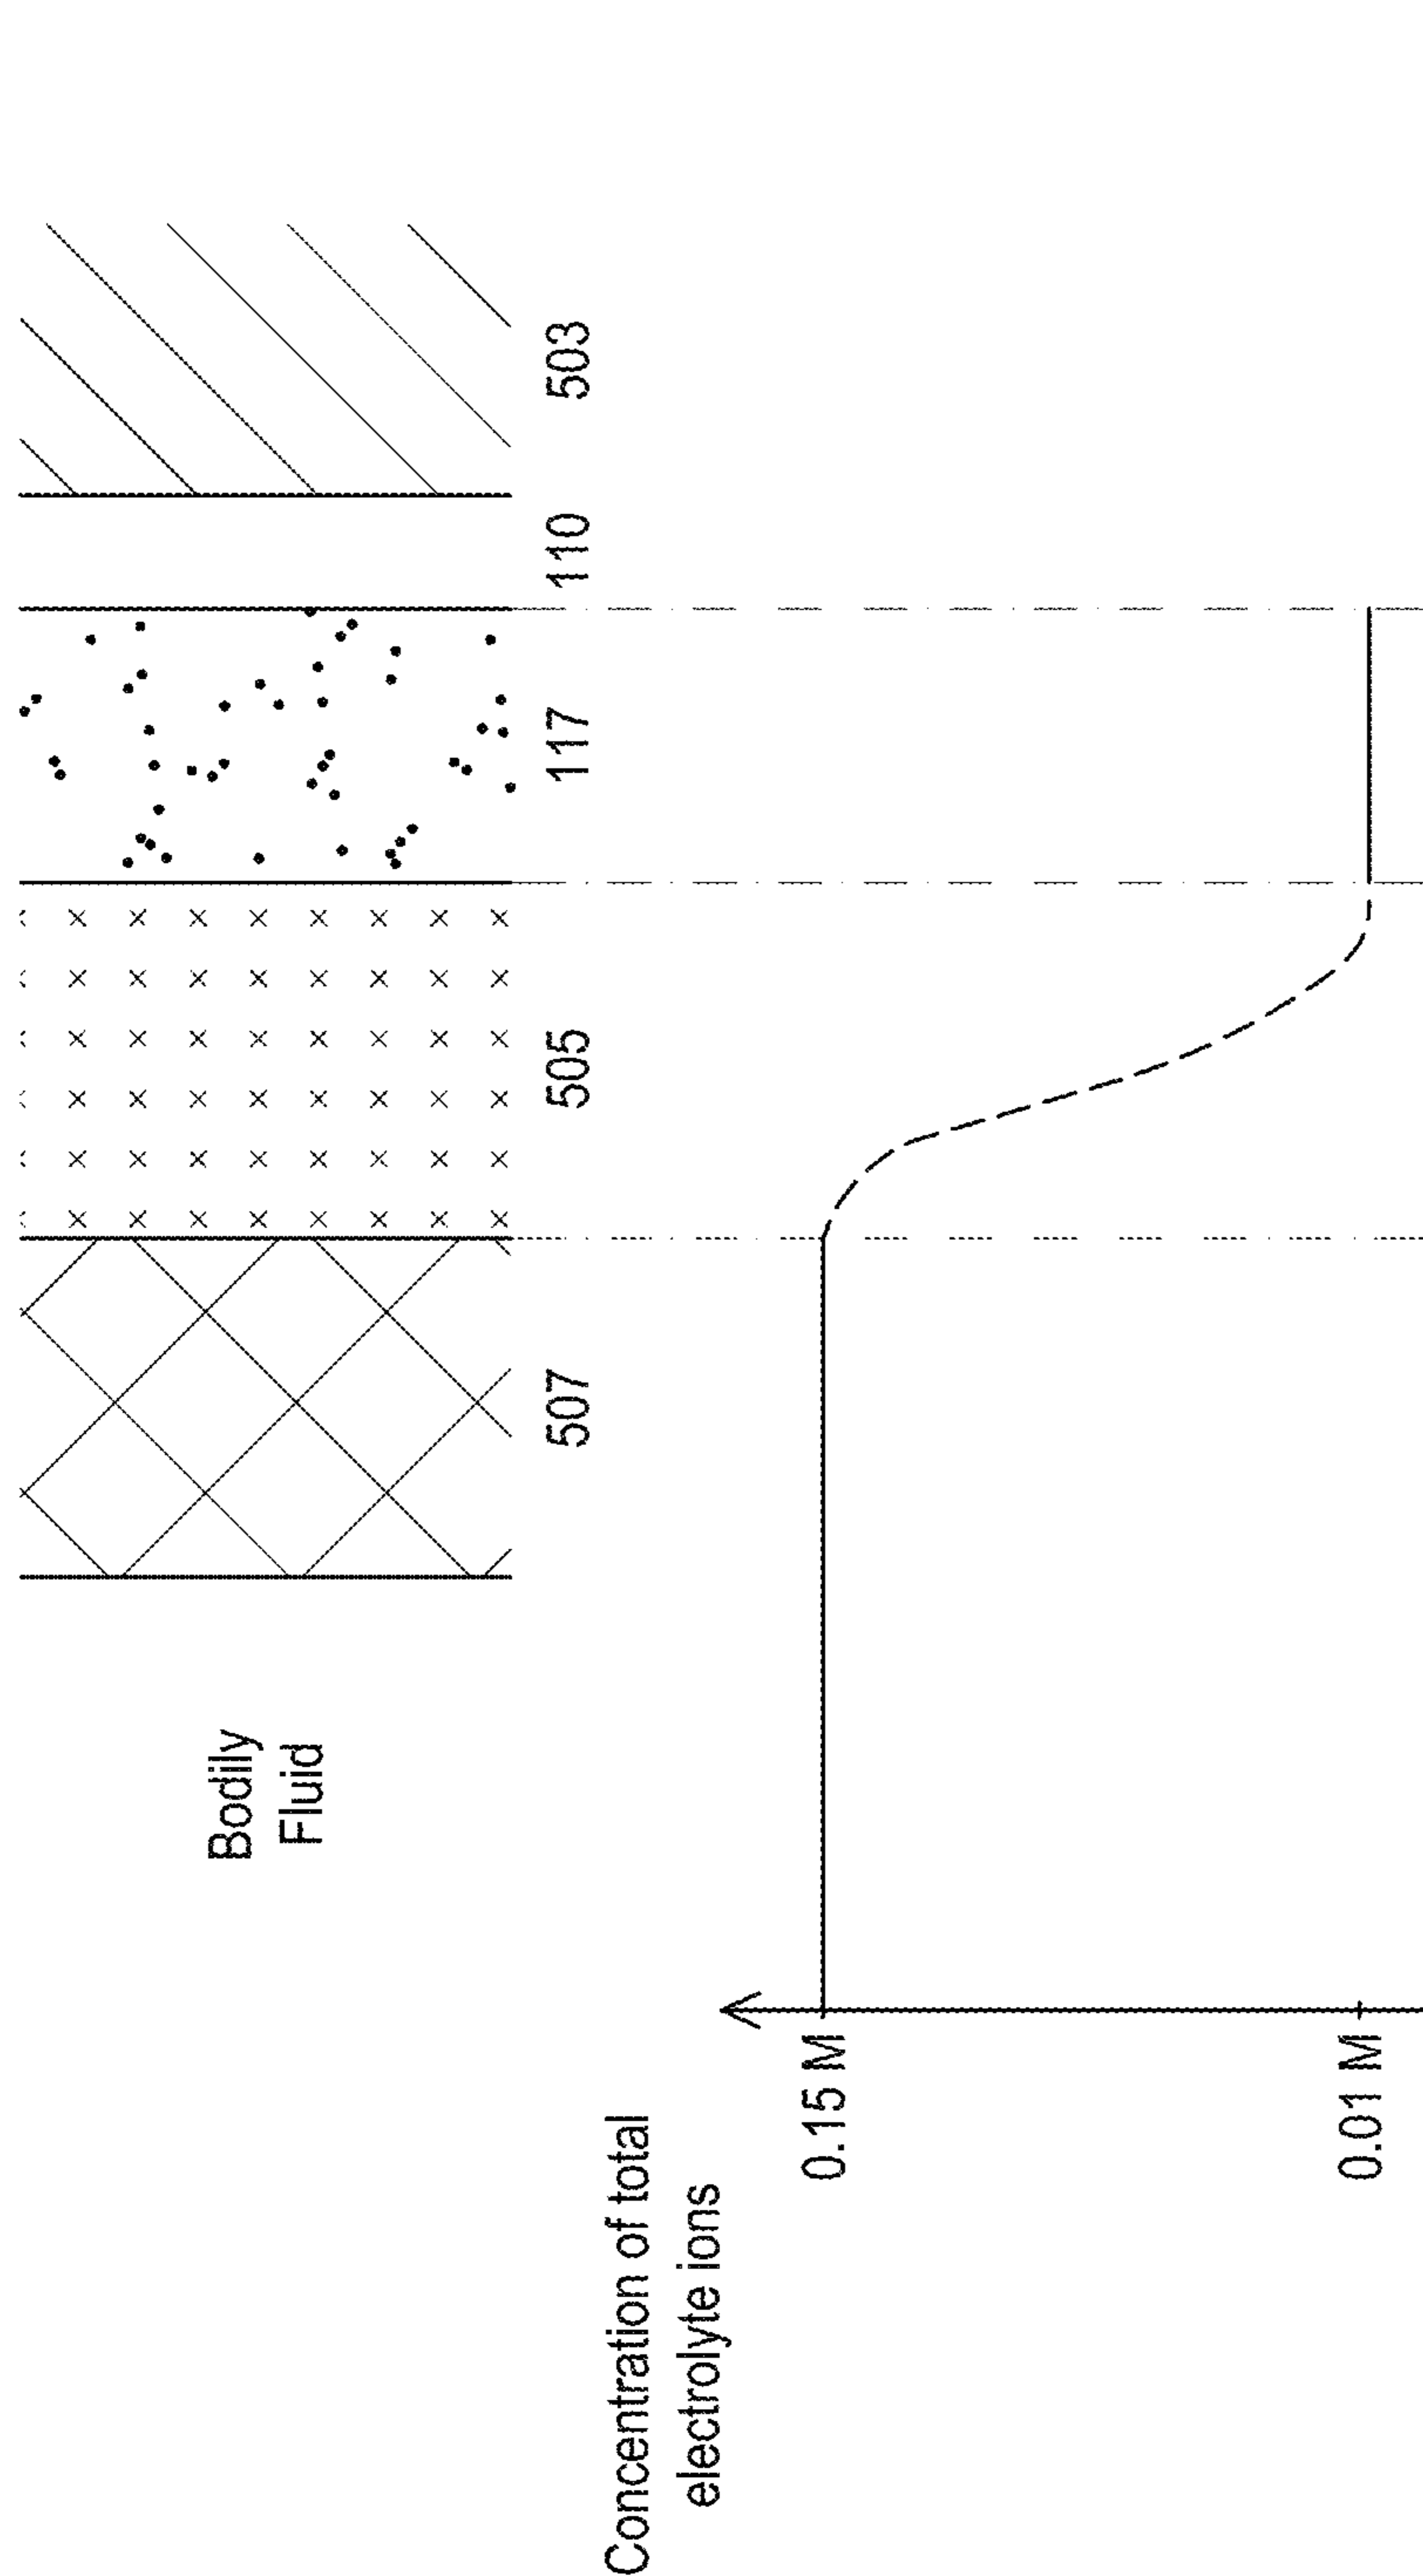 Bodily
Fluid
507
505
117
110
503
Concentration of total
electrolyte ions
0.15 M
0.01 M